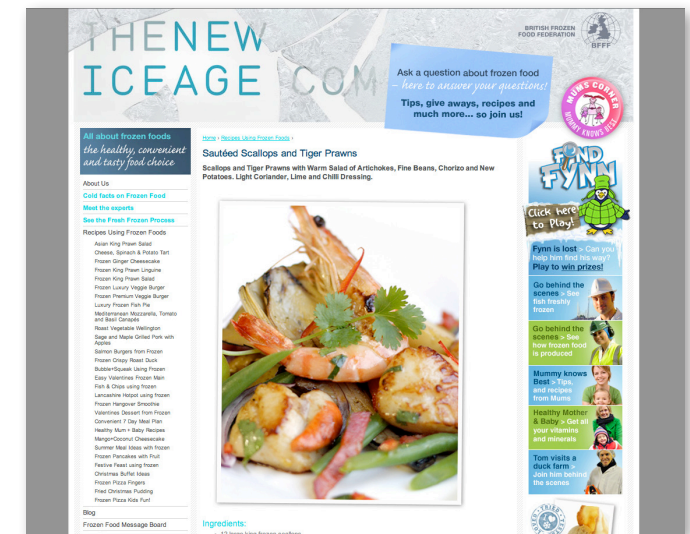 THENEW
ICEAGE COM
BRITISH FROZEN
FOOD FEDERATION
BFFF
Ask a question about frozen food
– here to answer your questions!
Tips, give aways, recipes and
much more... so join us!
MUMS CORNER
MUMMY KNOWS BEST
All about frozen foods
the healthy, convenient
and tasty food choice
About Us
Cold facts on Frozen Food
Meet the experts
See the Fresh Frozen Process
Recipes Using Frozen Foods
Asian King Prawn Salad
Cheese, Spinach & Potato Tart
Frozen Ginger Cheesecake
Frozen King Prawn Linguine
Frozen King Prawn Salad
Frozen Luxury Veggie Burger
Frozen Premium Veggie Burger
Luxury Frozen Fish Pie
Mediterranean Mozzarella, Tomato
and Basil Canapés
Roast Vegetable Wellington
Sage and Maple Grilled Pork with
Apples
Salmon Burgers from Frozen
Frozen Crispy Roast Duck
Bubble+Squeak Using Frozen
Easy Valentines Frozen Main
Fish & Chips using frozen
Lancashire Hotpot using frozen
Frozen Hangover Smoothie
Valentines Dessert from Frozen
Convenient 7 Day Meal Plan
Healthy Mum + Baby Recipes
Mango+Coconut Cheesecake
Summer Meal Ideas with frozen
Frozen Pancakes with Fruit
Festive Feast using frozen
Christmas Buffet Ideas
Frozen Pizza Fingers
Fried Christmas Pudding
Frozen Pizza Kids Fun!
Blog
Frozen Food Message Board
Home › Recipes Using Frozen Foods ›
Sautéed Scallops and Tiger Prawns
Scallops and Tiger Prawns with Warm Salad of Artichokes, Fine Beans, Chorizo and New
Potatoes. Light Coriander, Lime and Chilli Dressing.
Ingredients:
FIND
FYNN
Click here
to Play!
Fynn is lost > Can you
help him find his way?
Play to win prizes!
Go behind the
scenes > See
fish freshly
frozen
Go behind the
scenes > See
how frozen food
is produced
Mummy knows
Best > Tips,
and recipes
from Mums
Healthy Mother
& Baby > Get all
your vitamins
and minerals
Tom visits a
duck farm >
Join him behind
the scenes
TRIED